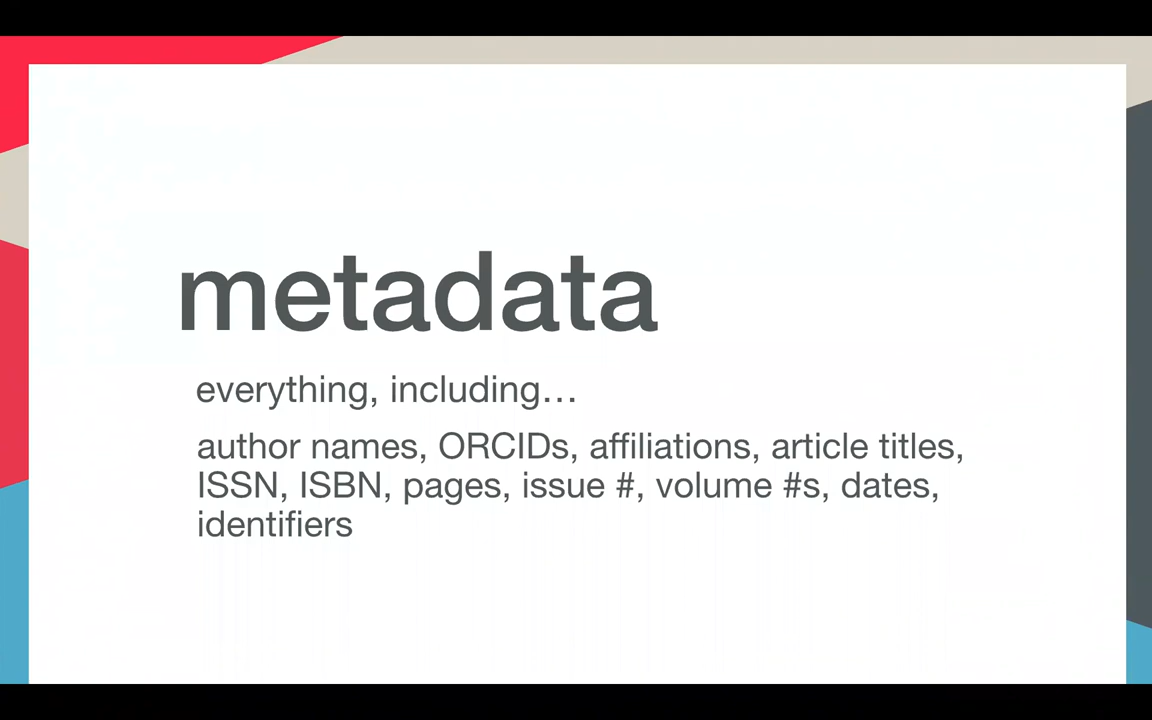 metadata
everything, including…
author names, ORCIDs, affiliations, article titles,
ISSN, ISBN, pages, issue #, volume #s, dates,
identifiers